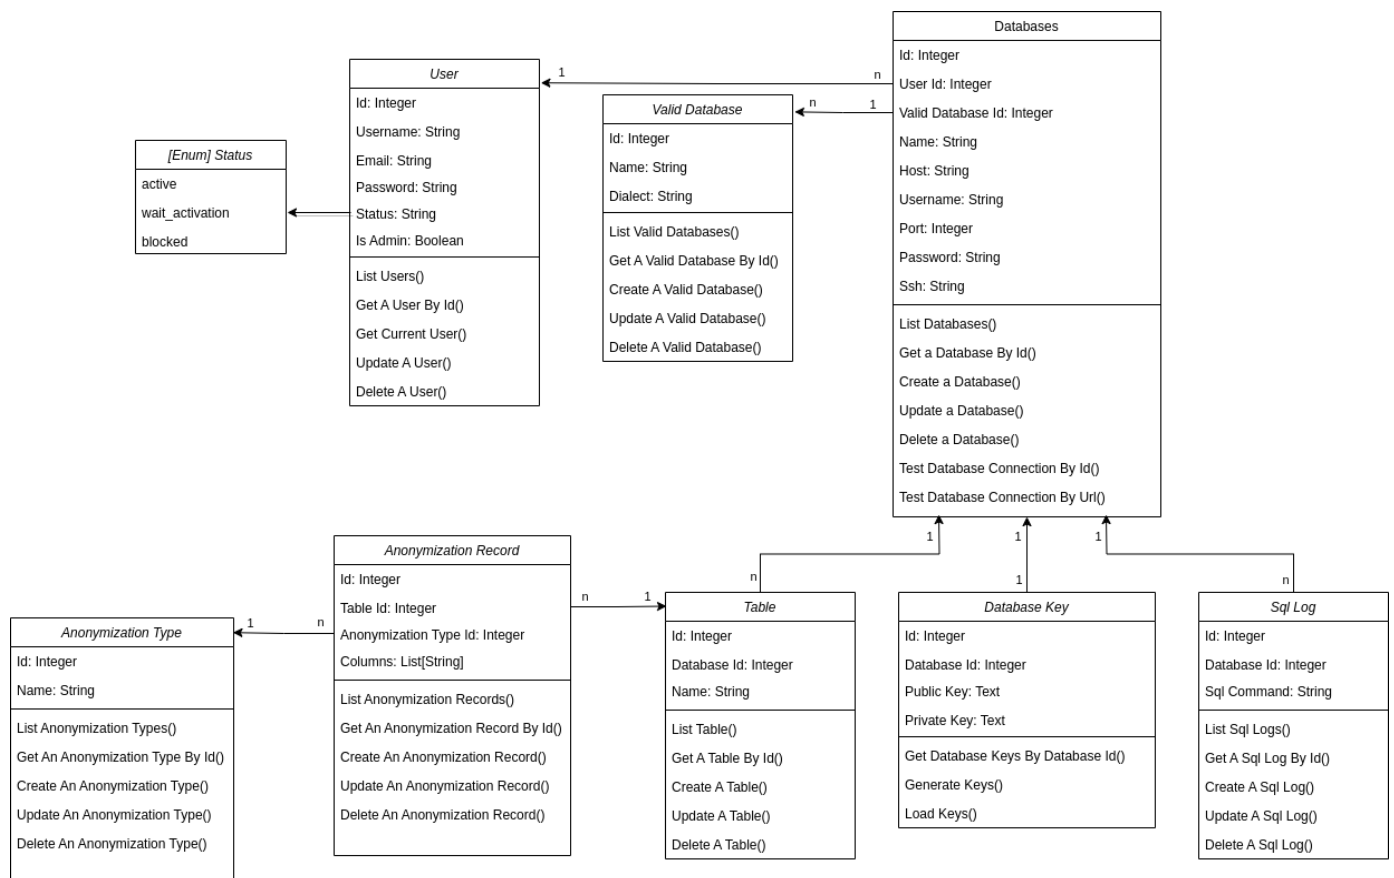 Databases
Id: Integer
User Id: Integer
Valid Database Id: Integer
Name: String
Host: String
Username: String
Port: Integer
Password: String
Ssh: String
List Databases()
Get a Database By Id()
Create a Database()
Update a Database()
Delete a Database()
Test Database Connection By Id()
Test Database Connection By Url()
1
n
User
Id: Integer
Username: String
Email: String
Password: String
Status: String
Is Admin: Boolean
List Users()
Get A User By Id()
Get Current User()
Update A User()
Delete A User()
n
1
Valid Database
Id: Integer
Name: String
Dialect: String
List Valid Databases()
Get A Valid Database By Id()
Create A Valid Database()
Update A Valid Database()
Delete A Valid Database()
[Enum] Status
active
wait_activation
blocked
1
1
1
n
1
n
Anonymization Record
Id: Integer
Table Id: Integer
Anonymization Type Id: Integer
Columns: List[String]
List Anonymization Records()
Get An Anonymization Record By Id()
Create An Anonymization Record()
Update An Anonymization Record()
Delete An Anonymization Record()
n
1
1
n
Anonymization Type
Id: Integer
Name: String
List Anonymization Types()
Get An Anonymization Type By Id()
Create An Anonymization Type()
Update An Anonymization Type()
Delete An Anonymization Type()
Table
Id: Integer
Database Id: Integer
Name: String
List Table()
Get A Table By Id()
Create A Table()
Update A Table()
Delete A Table()
Database Key
Id: Integer
Database Id: Integer
Public Key: Text
Private Key: Text
Get Database Keys By Database Id()
Generate Keys()
Load Keys()
Sql Log
Id: Integer
Database Id: Integer
Sql Command: String
List Sql Logs()
Get A Sql Log By Id()
Create A Sql Log()
Update A Sql Log()
Delete A Sql Log()